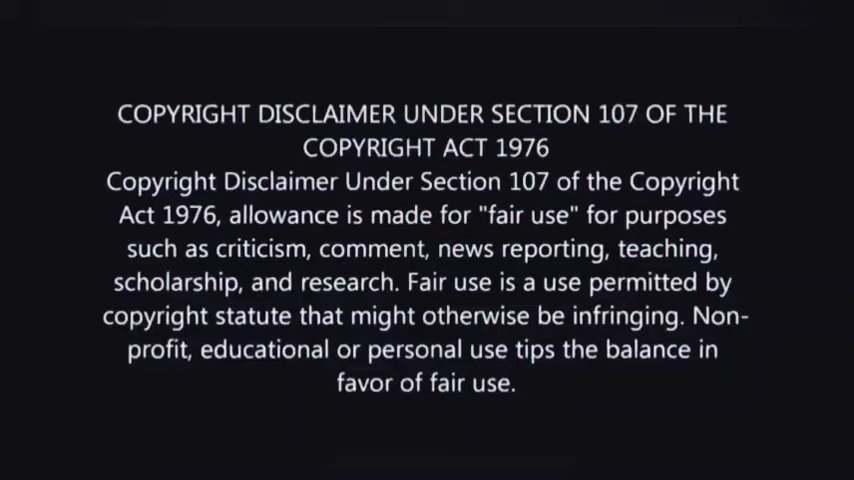 COPYRIGHT DISCLAIMER UNDER SECTION 107 OF THE
COPYRIGHT ACT 1976
Copyright Disclaimer Under Section 107 of the Copyright
Act 1976, allowance is made for "fair use" for purposes
such as criticism, comment, news reporting, teaching,
scholarship, and research. Fair use is a use permitted by
copyright statute that might otherwise be infringing. Non-
profit, educational or personal use tips the balance in
favor of fair use.